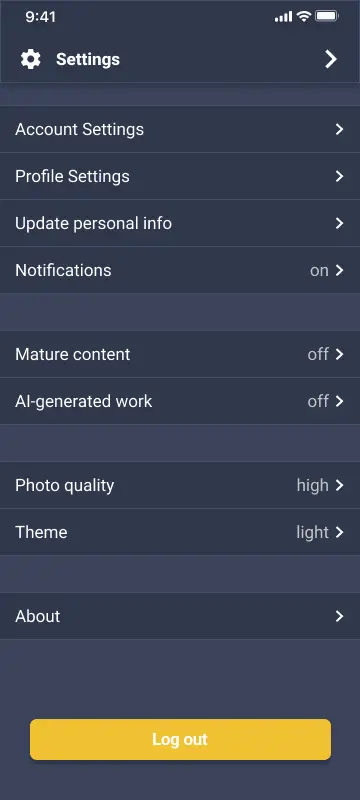 9:41
Settings
Account Settings
Profile Settings
Update personal info
Notifications on
Mature content off
AI-generated work off
Photo quality high
Theme light
About
Log out